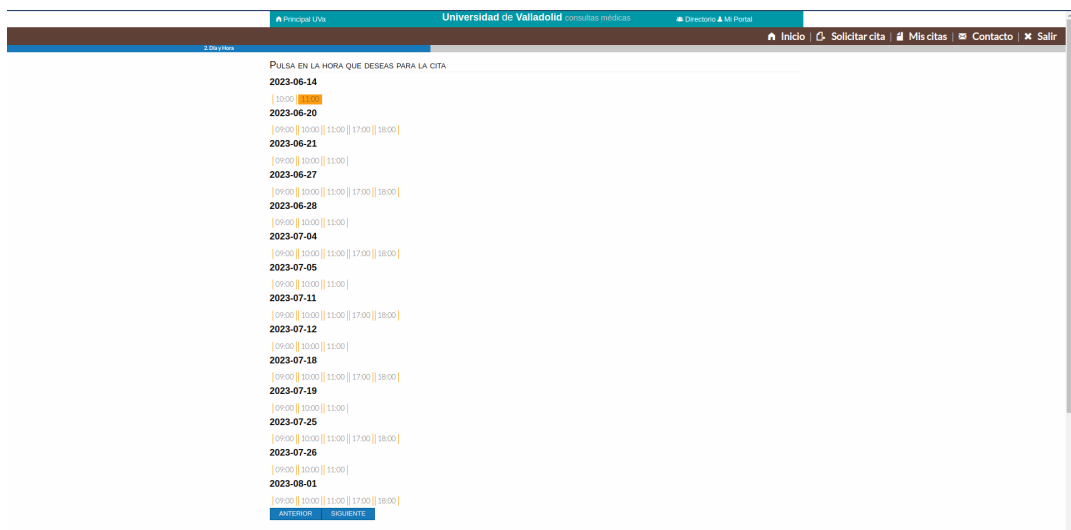 Principal UVa Universidad de Valladolid consultas médicas Directorio Mi Portal
Inicio | Solicitar cita | Mis citas | Contacto | Salir
2. Día y Hora
Pulsa en la hora que deseas para la cita
2023-06-14
10:00 11:00
2023-06-20
09:00 10:00 11:00 17:00 18:00
2023-06-21
09:00 10:00 11:00
2023-06-27
09:00 10:00 11:00 17:00 18:00
2023-06-28
09:00 10:00 11:00
2023-07-04
09:00 10:00 11:00 17:00 18:00
2023-07-05
09:00 10:00 11:00
2023-07-11
09:00 10:00 11:00 17:00 18:00
2023-07-12
09:00 10:00 11:00
2023-07-18
09:00 10:00 11:00 17:00 18:00
2023-07-19
09:00 10:00 11:00
2023-07-25
09:00 10:00 11:00 17:00 18:00
2023-07-26
09:00 10:00 11:00
2023-08-01
09:00 10:00 11:00 17:00 18:00
ANTERIOR SIGUIENTE